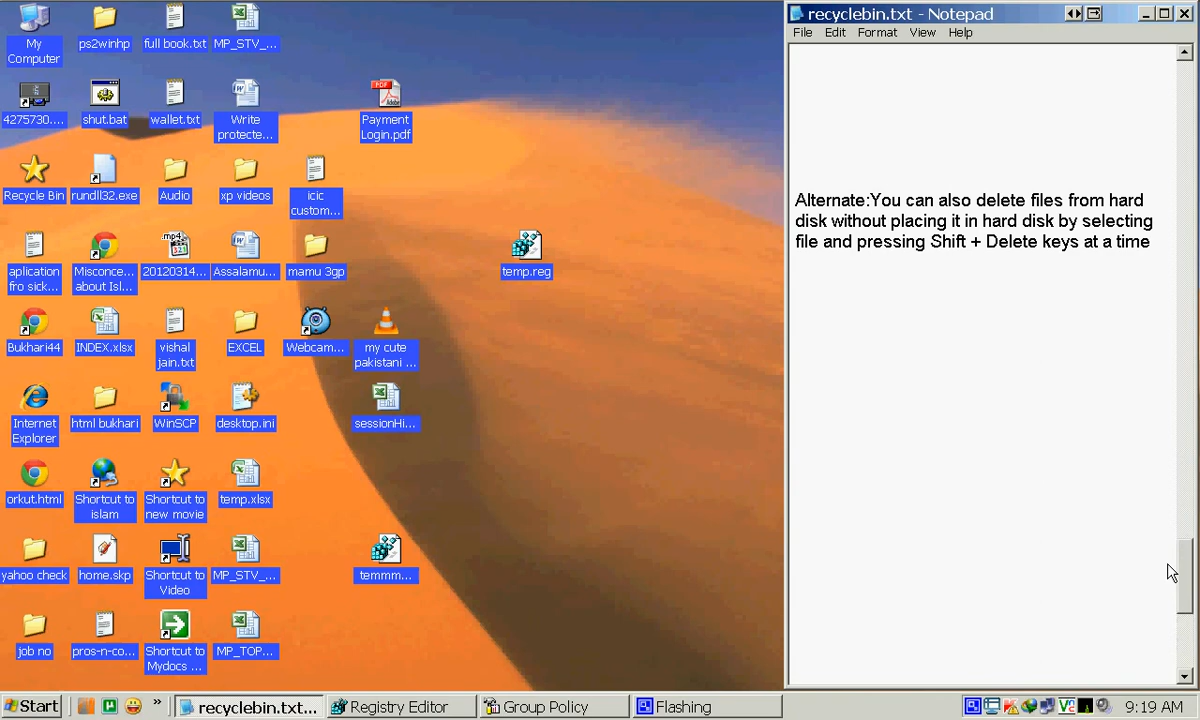 My Computer
ps2winhp
full book.txt
MP_STV_...
4275730....
shut.bat
wallet.txt
Write protecte...
Payment Login.pdf
Recycle Bin
rundll32.exe
Audio
xp videos
icic custom...
aplication fro sick...
Misconce... about Isl...
20120314...
Assalamu...
mamu 3gp
temp.reg
Bukhari44
INDEX.xlsx
vishal jain.txt
EXCEL
Webcam...
my cute pakistani ...
Internet Explorer
html bukhari
WinSCP
desktop.ini
sessionHi...
orkut.html
Shortcut to islam
Shortcut to new movie
temp.xlsx
yahoo check
home.skp
Shortcut to Video
MP_STV_...
temmm...
job no
pros-n-co...
Shortcut to Mydocs ...
MP_TOP...
recyclebin.txt - Notepad
File Edit Format View Help
Alternate:You can also delete files from hard
disk without placing it in hard disk by selecting
file and pressing Shift + Delete keys at a time
Start
recyclebin.txt...
Registry Editor
Group Policy
Flashing
9:19 AM